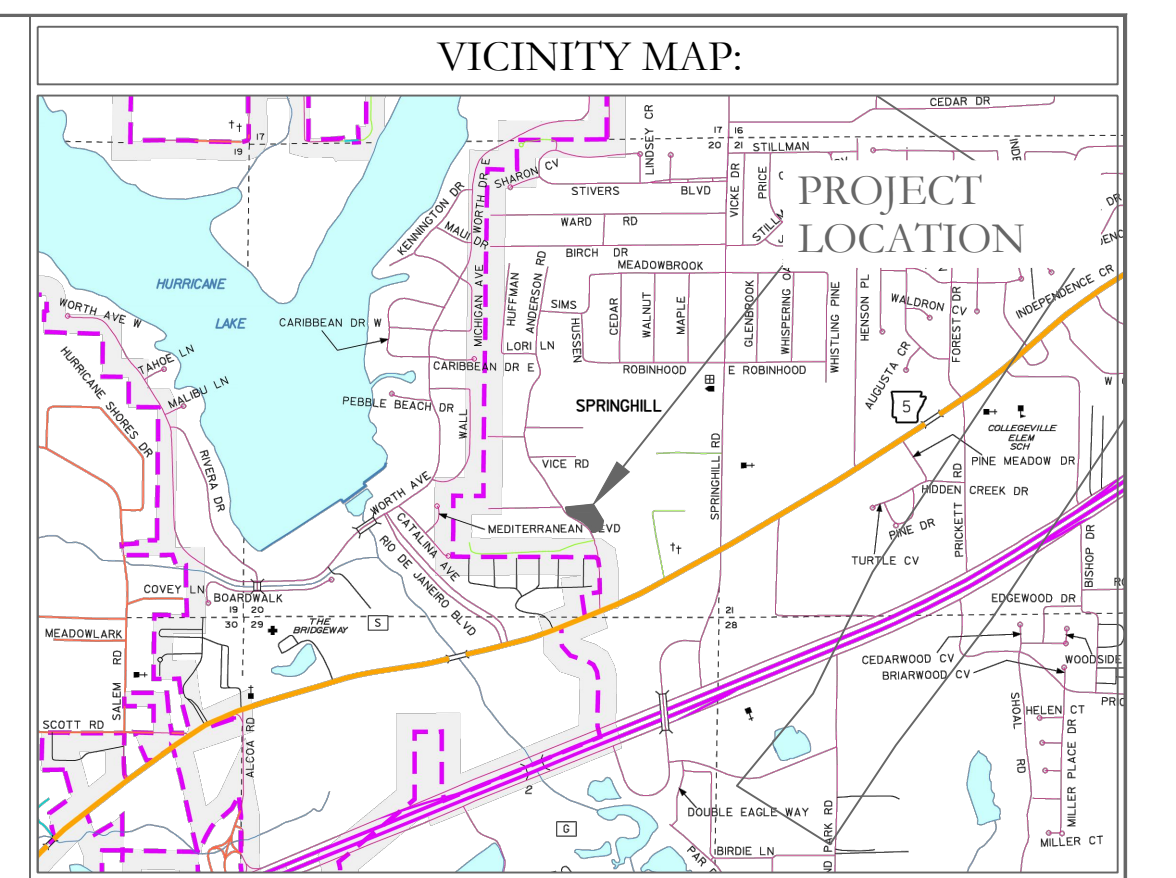 VICINITY MAP:
CEDAR DR
17
17 16
19
20 21
LINDSEY CR
STILLMAN
SHARON CV
STIVERS BLVD
VICKE DR
PRICE
PROJECT
LOCATION
KENNINGTON DR
WORTH DR E
WARD RD
MAUI DR
BIRCH DR
MEADOWBROOK
HURRICANE
LAKE
WORTH AVE W
CARIBBEAN DR W
MICHIGAN AVE
HUFFMAN
ANDERSON RD
SIMS
HUSSEN
CEDAR
WALNUT
MAPLE
GLENBROOK
WHISPERING
WHISTLING PINE
HENSON PL
WALDRON CV
FOREST DR
INDEPENDENCE CR
LORI LN
TAHOE LN
MALIBU LN
HURRICANE SHORES DR
CARIBBEAN DR E
ROBINHOOD
E ROBINHOOD
AUGUSTA CR
5
PEBBLE BEACH DR
WALL
SPRINGHILL
COLLEGEVILLE
ELEM
SCH
RIVERA DR
VICE RD
SPRINGHILL RD
PINE MEADOW DR
HIDDEN CREEK DR
WORTH AVE
MEDITERRANEAN
CATALINA AVE
RIO DE JANEIRO BLVD
PINE DR
PRICKETT RD
TURTLE CV
BISHOP DR
COVEY LN
BOARDWALK
EDGEWOOD DR
19 20
30 29
21
28
THE
BRIDGEWAY
S
MEADOWLARK
SALEM RD
CEDARWOOD CV
BRIARWOOD CV
WOODSIDE
SCOTT RD
ALCOA RD
SHOAL RD
HELEN CT
MILLER PLACE DR
2
G
DOUBLE EAGLE WAY
BIRDIE LN
PARK RD
MILLER CT